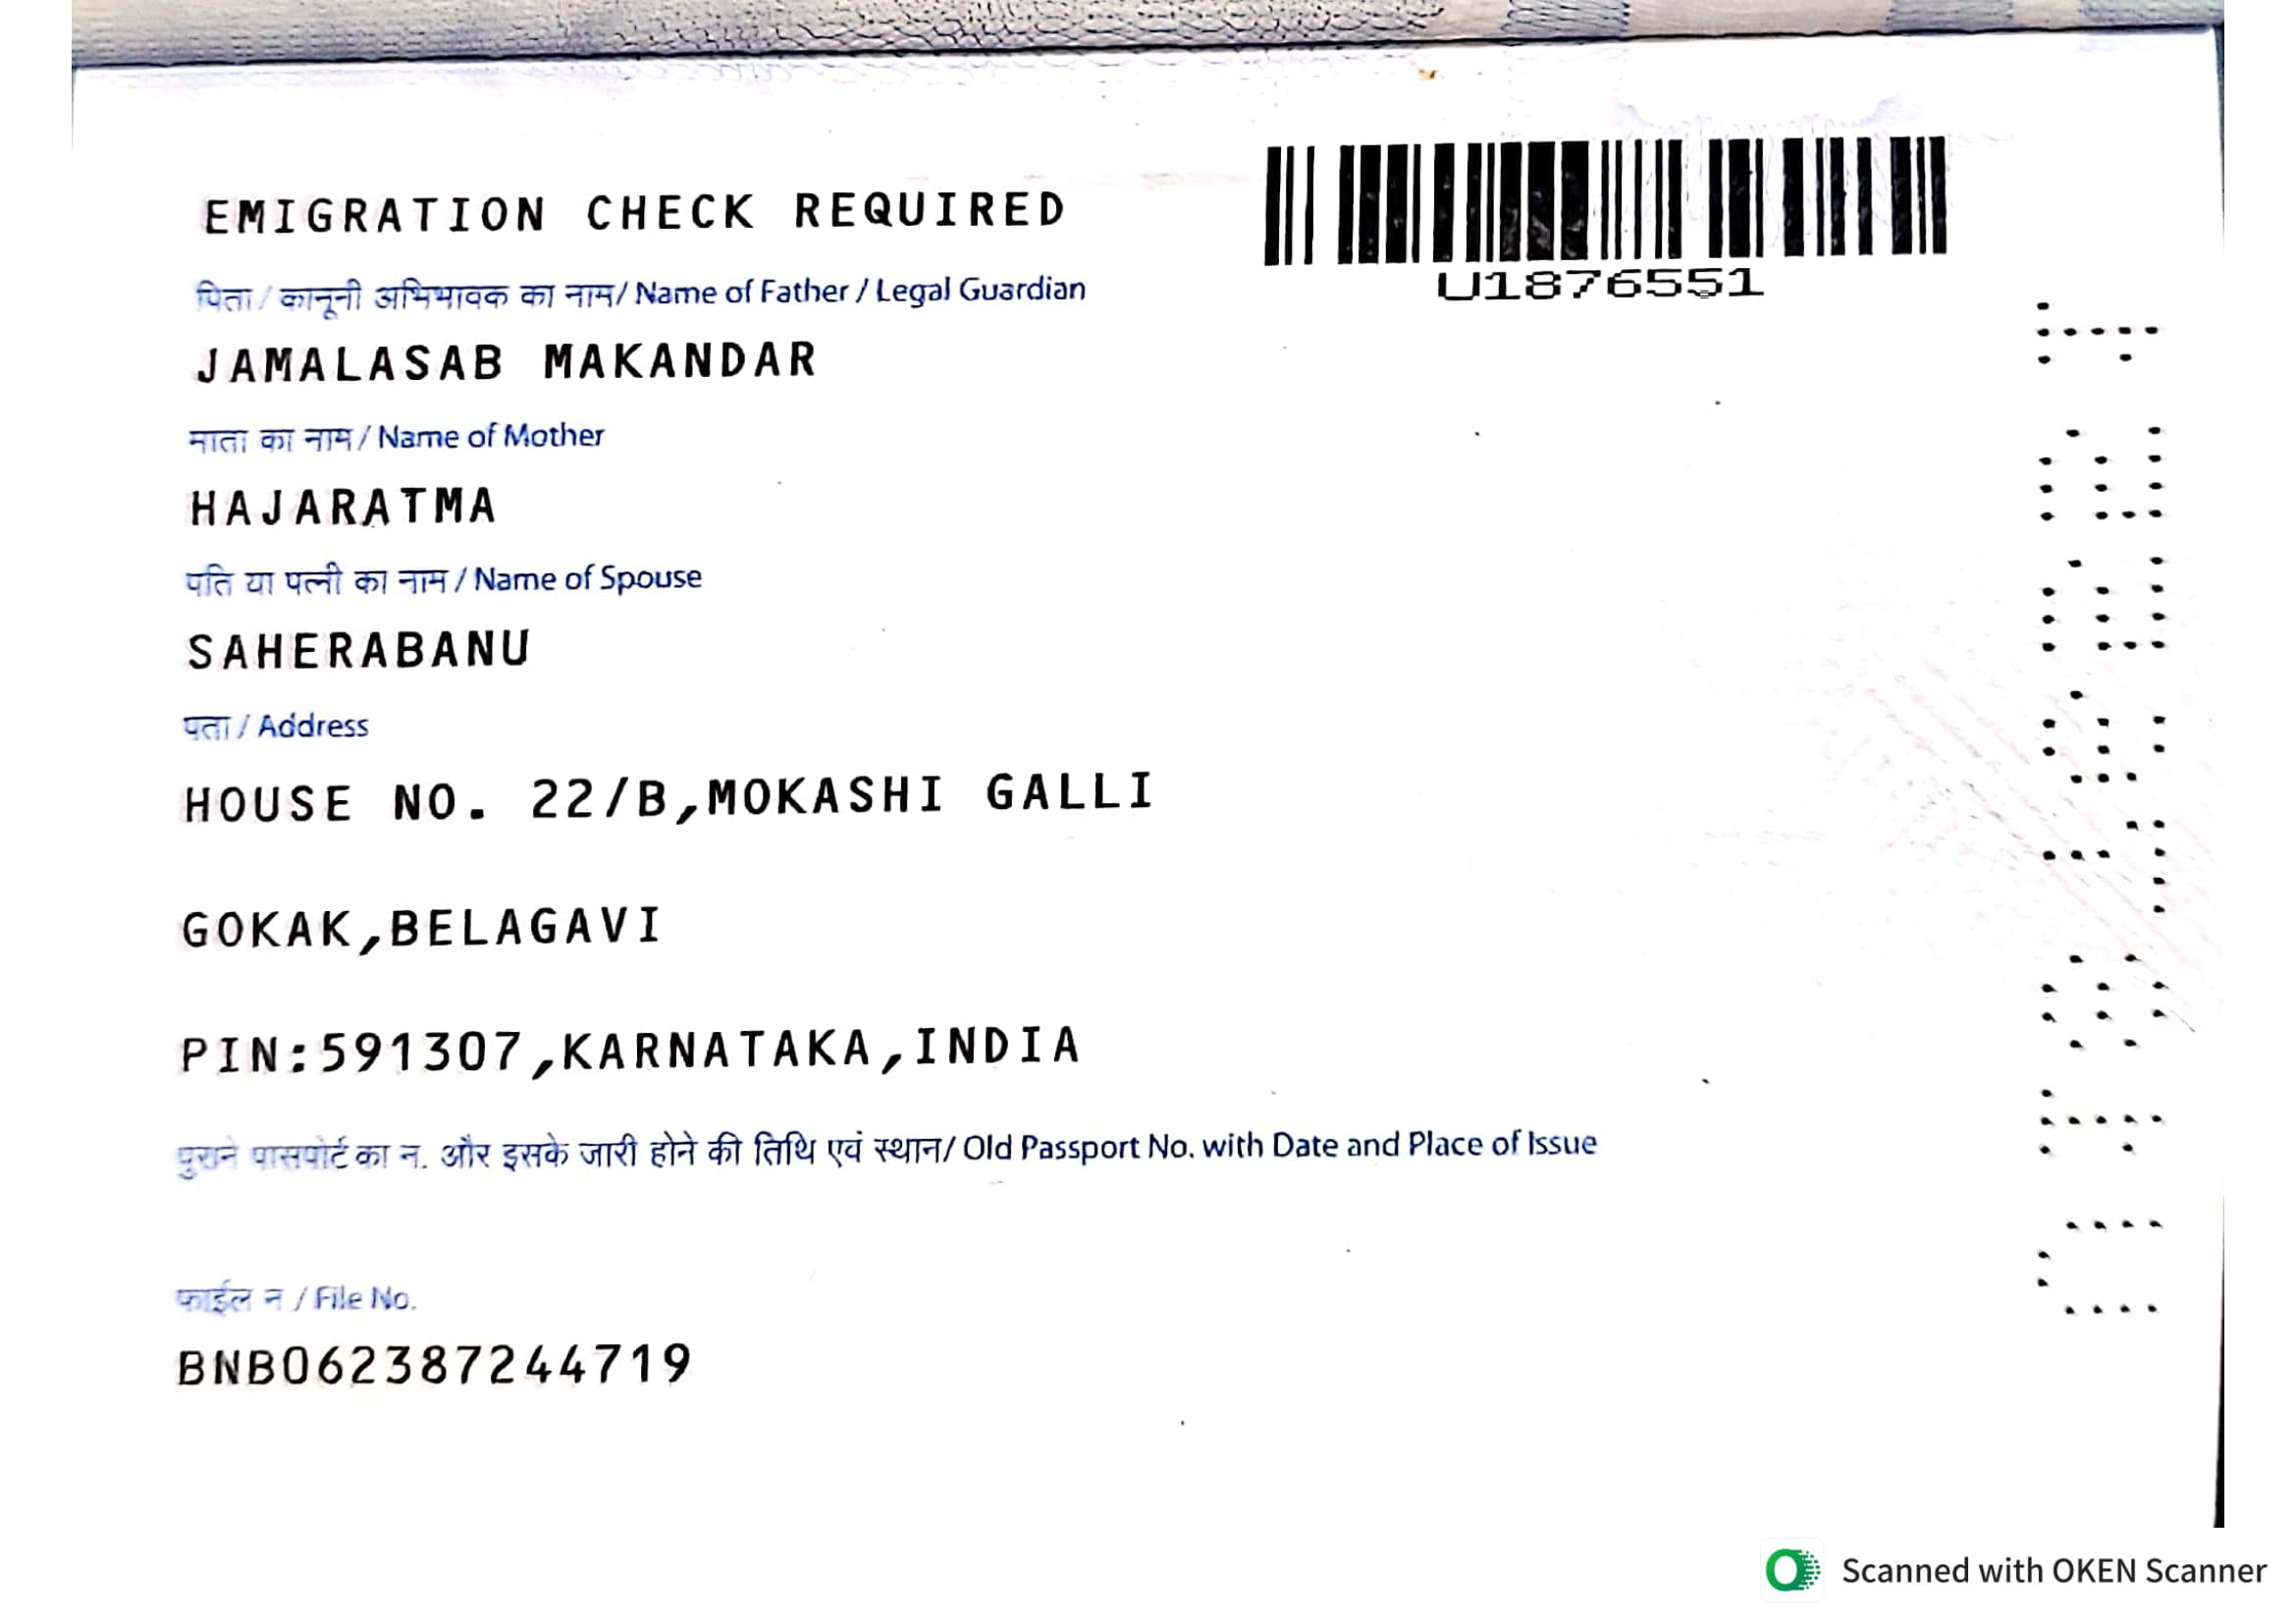 EMIGRATION CHECK REQUIRED
U1876551
पिता / कानूनी अभिभावक का नाम/ Name of Father / Legal Guardian
JAMALASAB MAKANDAR
माता का नाम / Name of Mother
HAJARATMA
पति या पत्नी का नाम / Name of Spouse
SAHERABANU
पता / Address
HOUSE NO. 22/B,MOKASHI GALLI
GOKAK,BELAGAVI
PIN:591307,KARNATAKA,INDIA
पुराने पासपोर्ट का न. और इसके जारी होने की तिथि एवं स्थान/ Old Passport No. with Date and Place of Issue
फाईल न / File No.
BNB062387244719
U1876551
Scanned with OKEN Scanner